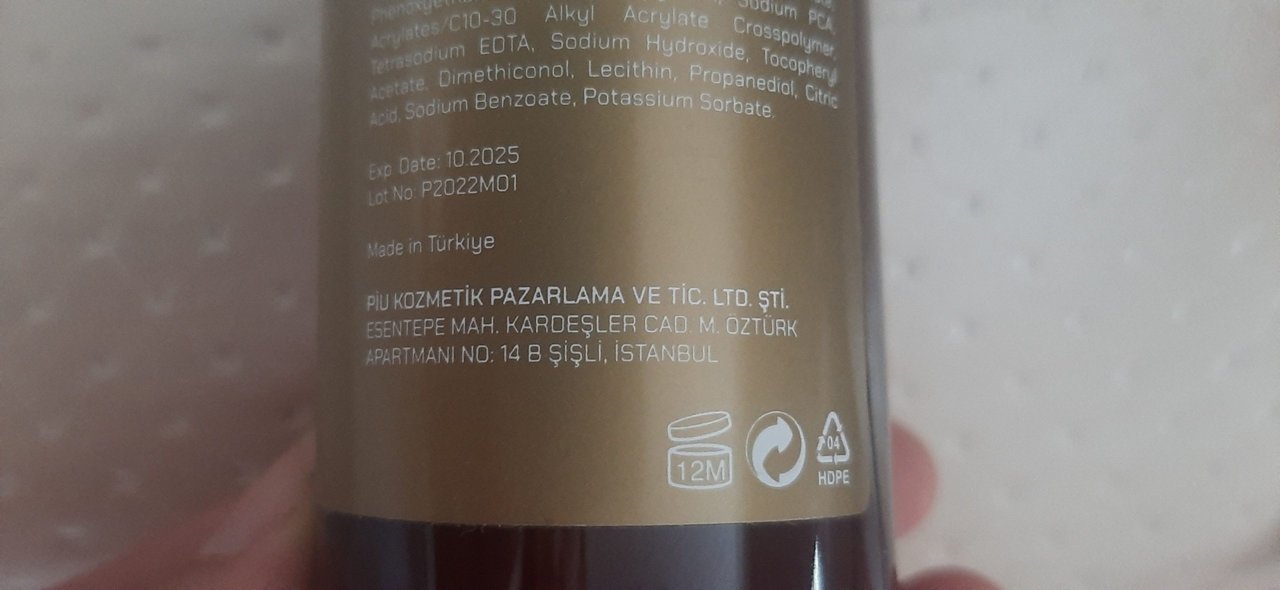 Sodium PCA,
Acrylates/C10-30 Alkyl Acrylate Crosspolymer,
Tetrasodium EDTA, Sodium Hydroxide, Tocopheryl
Acetate, Dimethiconol, Lecithin, Propanediol, Citric
Acid, Sodium Benzoate, Potassium Sorbate.
Exp Date: 10.2025
Lot No: P2022M01
Made in Türkiye
PİU KOZMETİK PAZARLAMA VE TİC. LTD. ŞTİ.
ESENTEPE MAH. KARDEŞLER CAD. M. ÖZTÜRK
APARTMANI NO: 14 B ŞİŞLİ, İSTANBUL
12M
04
HDPE